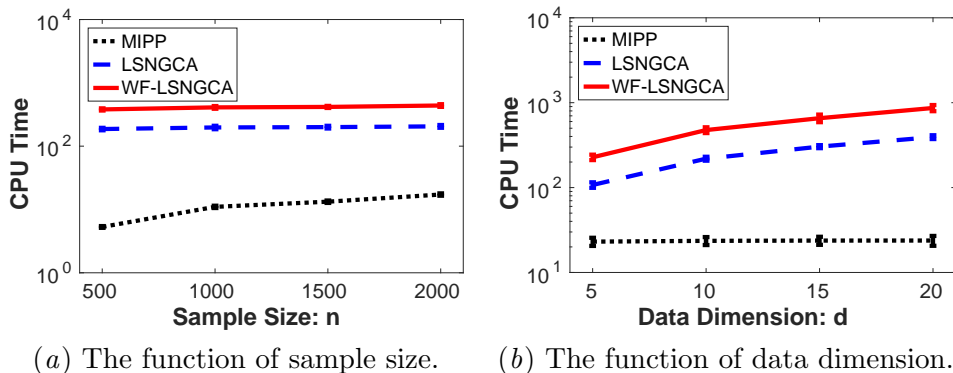 10^4
MIPP
LSNGCA
WF-LSNGCA
CPU Time
10^2
10^0
500 1000 1500 2000
Sample Size: n
(a) The function of sample size.
10^4
MIPP
LSNGCA
WF-LSNGCA
10^3
CPU Time
10^2
10^1
5 10 15 20
Data Dimension: d
(b) The function of data dimension.